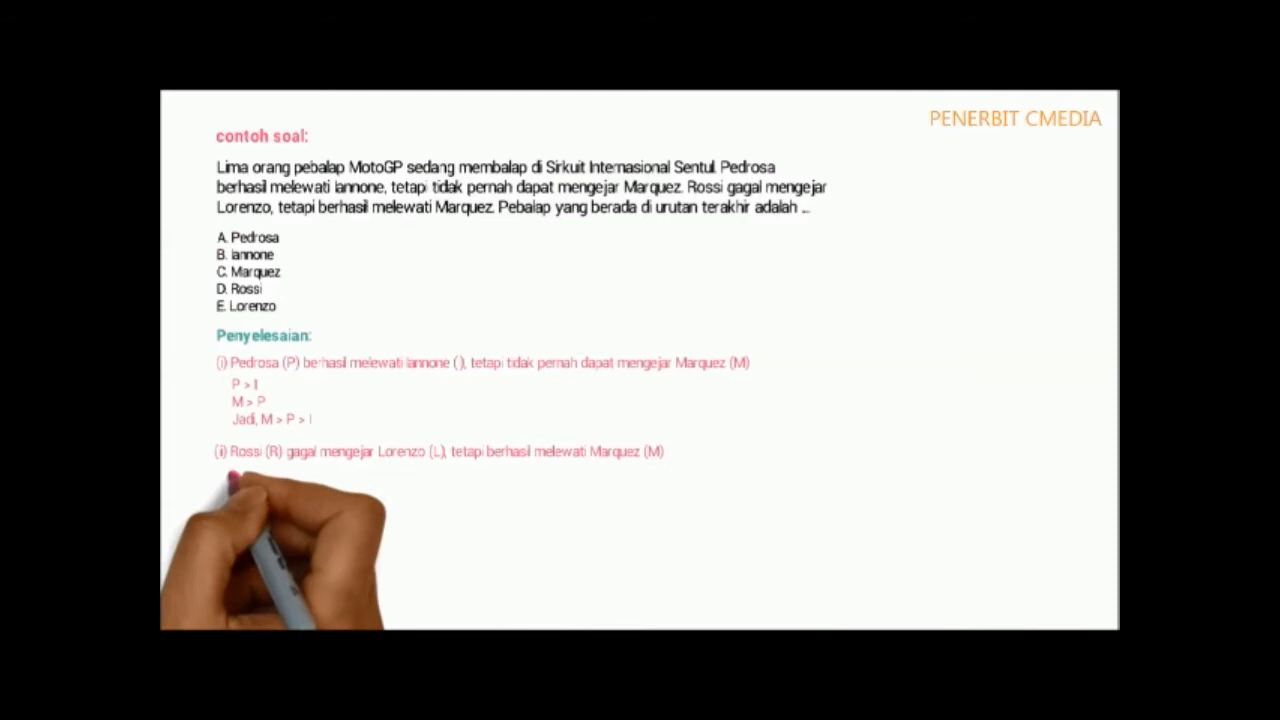 PENERBIT CMEDIA
contoh soal:
Lima orang pebalap MotoGP sedang membalap di Sirkuit Internasional Sentul. Pedrosa
berhasil melewati Iannone, tetapi tidak pernah dapat mengejar Marquez. Rossi gagal mengejar
Lorenzo, tetapi berhasil melewati Marquez. Pebalap yang berada di urutan terakhir adalah ...
A. Pedrosa
B. Iannone
C. Marquez
D. Rossi
E. Lorenzo
Penyelesaian:
(i) Pedrosa (P) berhasil melewati Iannone (I), tetapi tidak pernah dapat mengejar Marquez (M)
P > I
M > P
Jadi, M > P > I
(ii) Rossi (R) gagal mengejar Lorenzo (L), tetapi berhasil melewati Marquez (M)